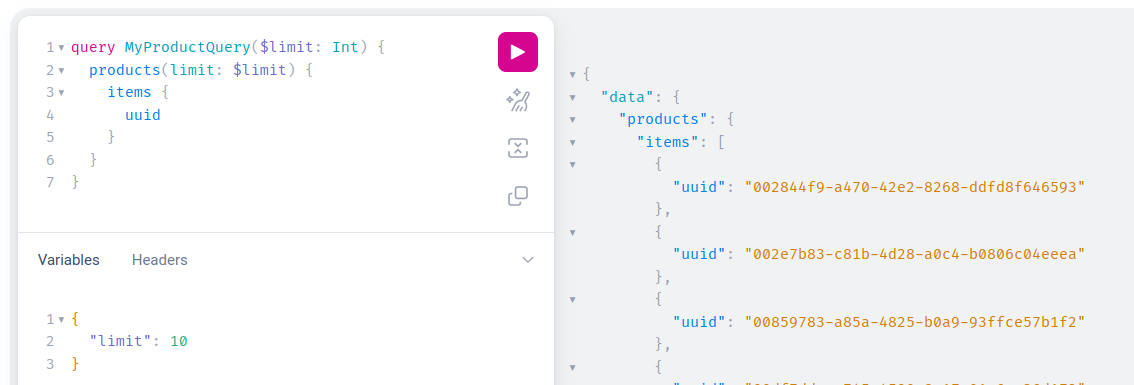 1 query MyProductQuery($limit: Int) {
2 products(limit: $limit) {
3 items {
4 uuid
5 }
6 }
7 }
Variables Headers
1 {
2 "limit": 10
3 }
{
"data": {
"products": {
"items": [
{
"uuid": "002844f9-a470-42e2-8268-ddfd8f646593"
},
{
"uuid": "002e7b83-c81b-4d28-a0c4-b0806c04eeea"
},
{
"uuid": "00859783-a85a-4825-b0a9-93ffce57b1f2"
},
{